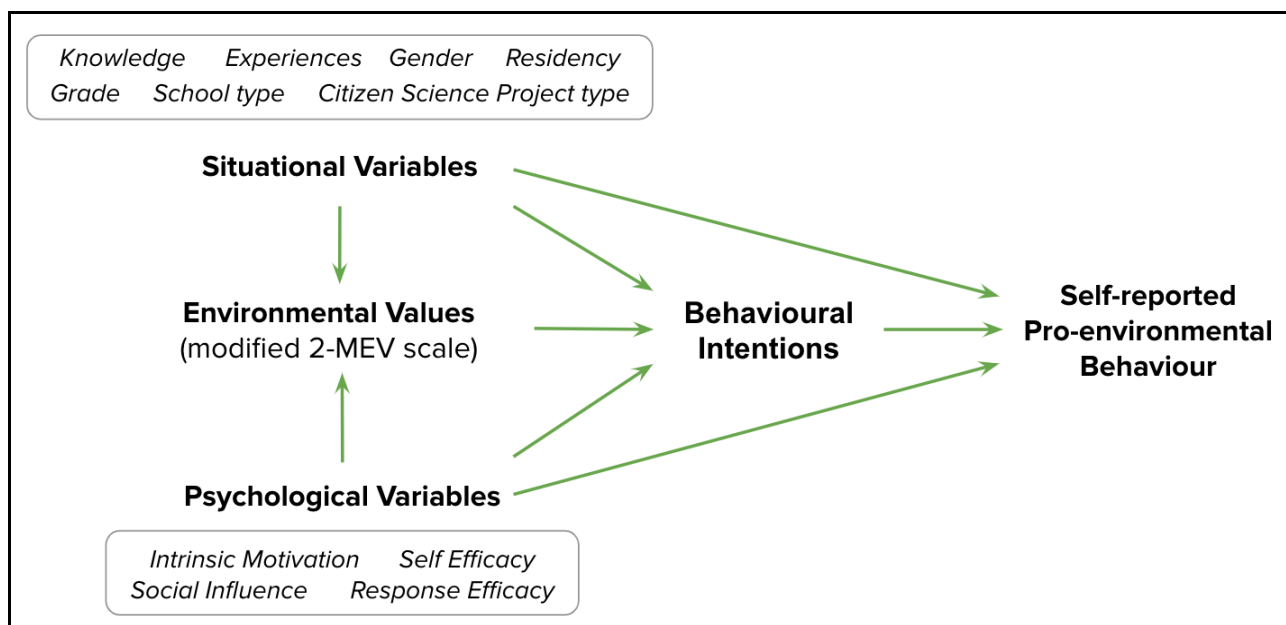 Knowledge Experiences Gender Residency
Grade School type Citizen Science Project type
Situational Variables
Environmental Values
(modified 2-MEV scale)
Behavioural
Intentions
Self-reported
Pro-environmental
Behaviour
Psychological Variables
Intrinsic Motivation Self Efficacy
Social Influence Response Efficacy